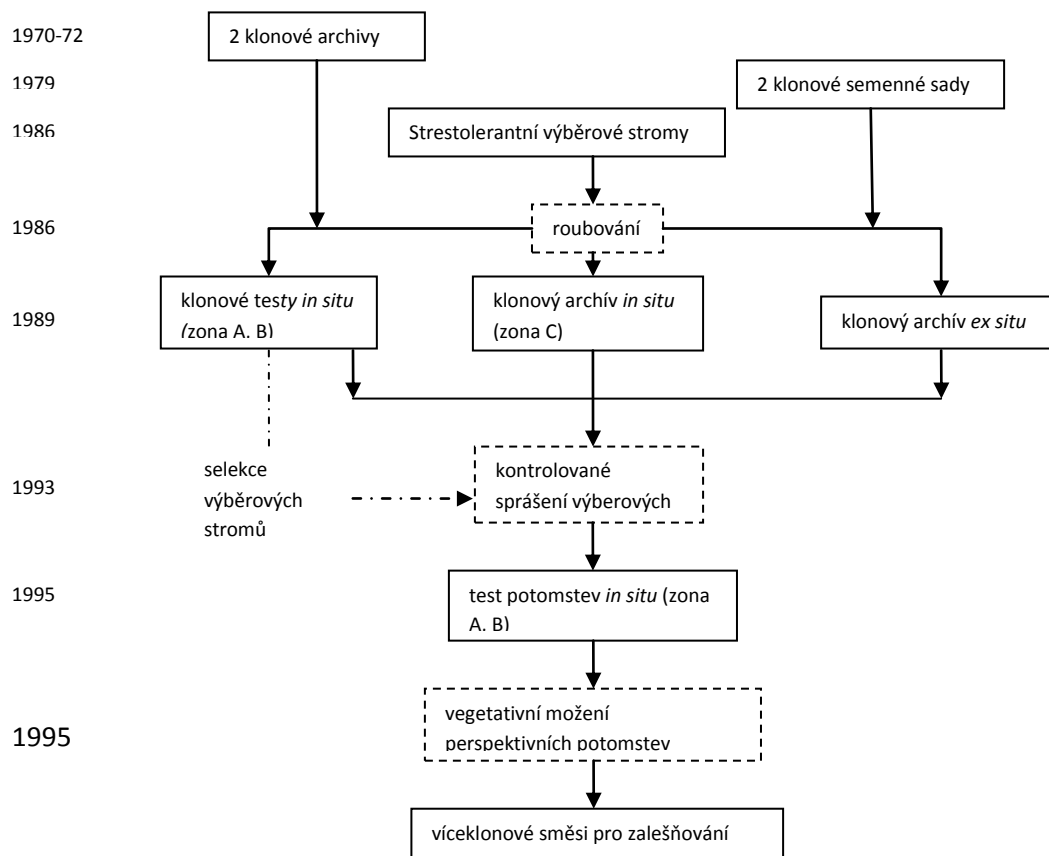 1970-72
2 klonové archivy
1979
2 klonové semenné sady
1986
Strestolerantní výběrové stromy
1986
roubování
1989
klonové testy in situ
(zona A. B)
klonový archív in situ
(zona C)
klonový archív ex situ
1993
selekce
výběrových
stromů
kontrolované
sprášení výberových
1995
test potomstev in situ (zona
A. B)
1995
vegetativní možení
perspektivních potomstev
víceklonové směsi pro zalešňování